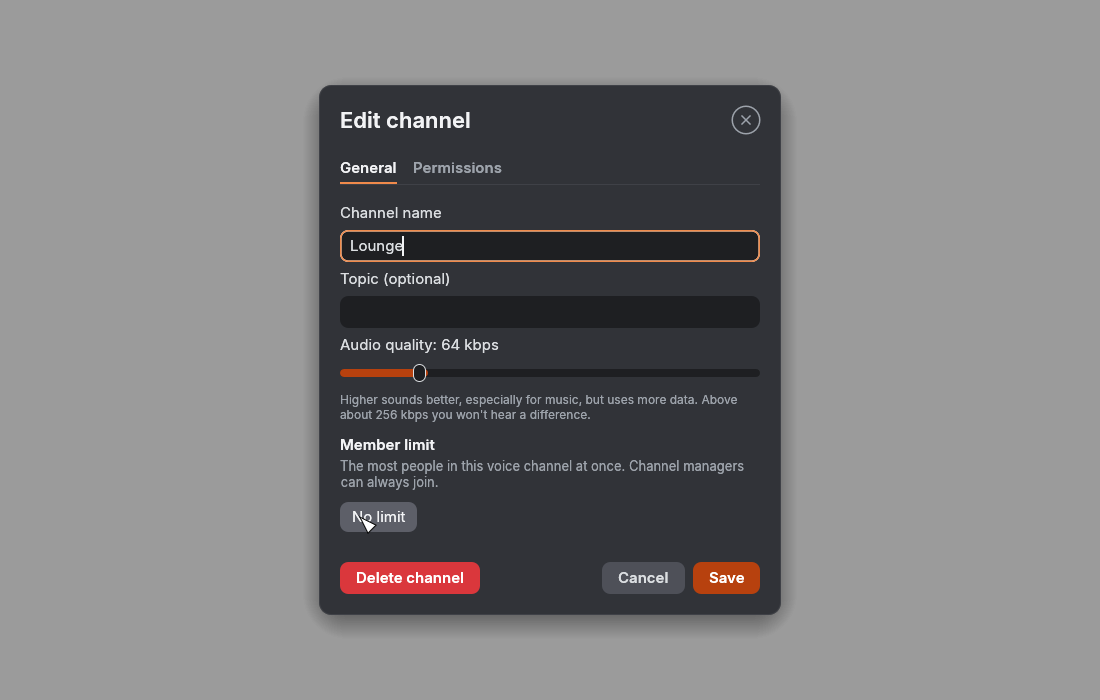 Edit channel
General Permissions
Channel name
Lounge
Topic (optional)
Audio quality: 64 kbps
Higher sounds better, especially for music, but uses more data. Above
about 256 kbps you won't hear a difference.
Member limit
The most people in this voice channel at once. Channel managers
can always join.
No limit
Delete channel Cancel Save